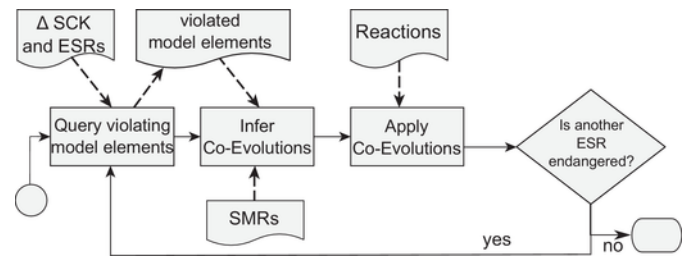 Δ SCK
and ESRs
violated
model elements
Reactions
Query violating
model elements
Infer
Co-Evolutions
Apply
Co-Evolutions
Is another
ESR
endangered?
SMRs
yes
no